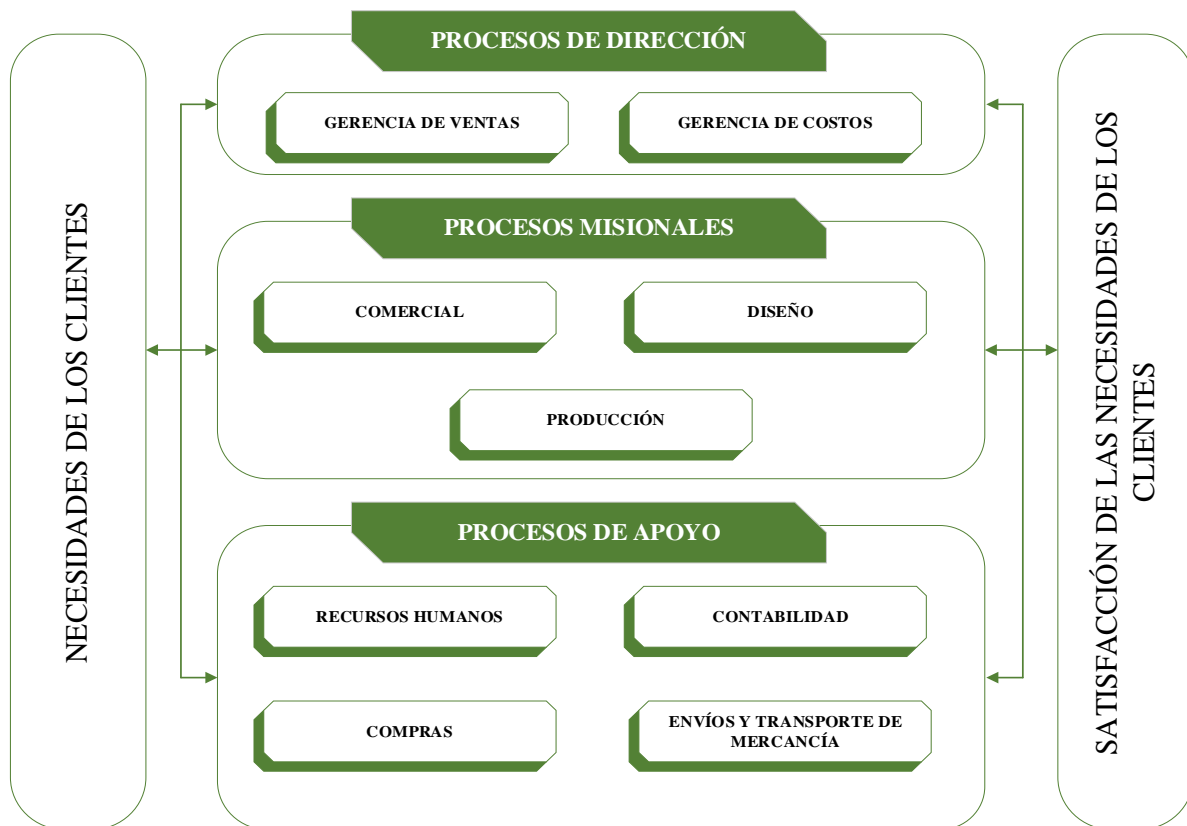 NECESIDADES DE LOS CLIENTES
PROCESOS DE DIRECCIÓN
GERENCIA DE VENTAS
GERENCIA DE COSTOS
PROCESOS MISIONALES
COMERCIAL
DISEÑO
PRODUCCIÓN
PROCESOS DE APOYO
RECURSOS HUMANOS
CONTABILIDAD
COMPRAS
ENVÍOS Y TRANSPORTE DE
MERCANCÍA
SATISFACCIÓN DE LAS NECESIDADES DE LOS
CLIENTES